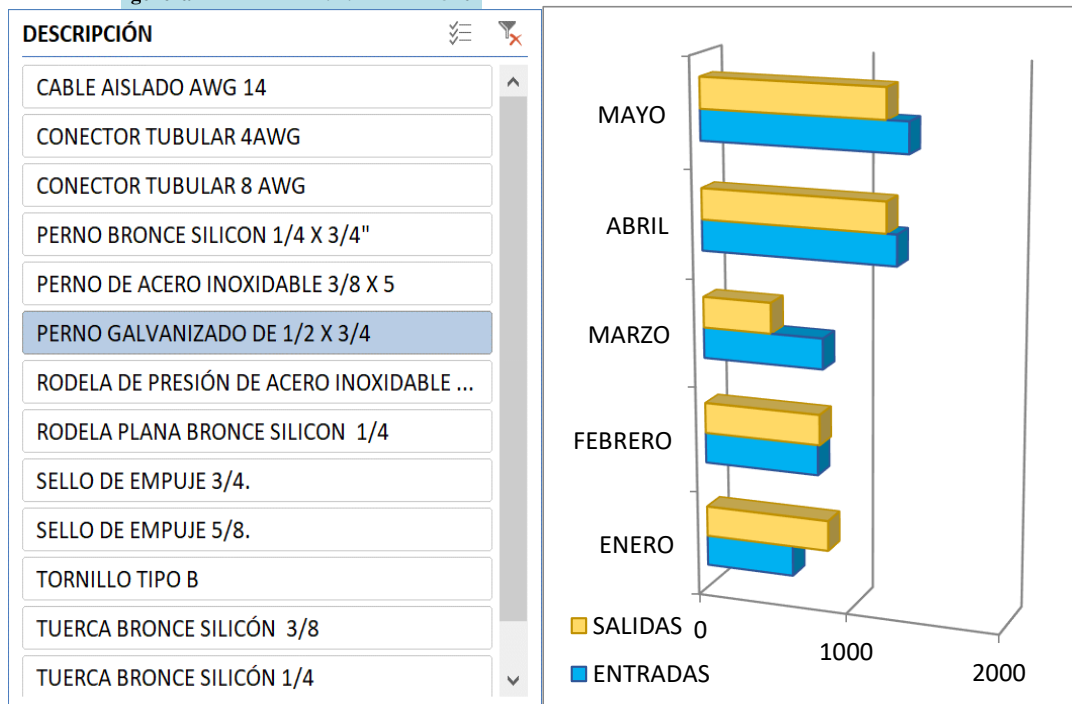 DESCRIPCIÓN
CABLE AISLADO AWG 14
CONECTOR TUBULAR 4AWG
CONECTOR TUBULAR 8 AWG
PERNO BRONCE SILICON 1/4 X 3/4"
PERNO DE ACERO INOXIDABLE 3/8 X 5
PERNO GALVANIZADO DE 1/2 X 3/4
RODELA DE PRESIÓN DE ACERO INOXIDABLE ...
RODELA PLANA BRONCE SILICON 1/4
SELLO DE EMPUJE 3/4.
SELLO DE EMPUJE 5/8.
TORNILLO TIPO B
TUERCA BRONCE SILICÓN 3/8
TUERCA BRONCE SILICÓN 1/4
MAYO
ABRIL
MARZO
FEBRERO
ENERO
0
1000
2000
SALIDAS
ENTRADAS